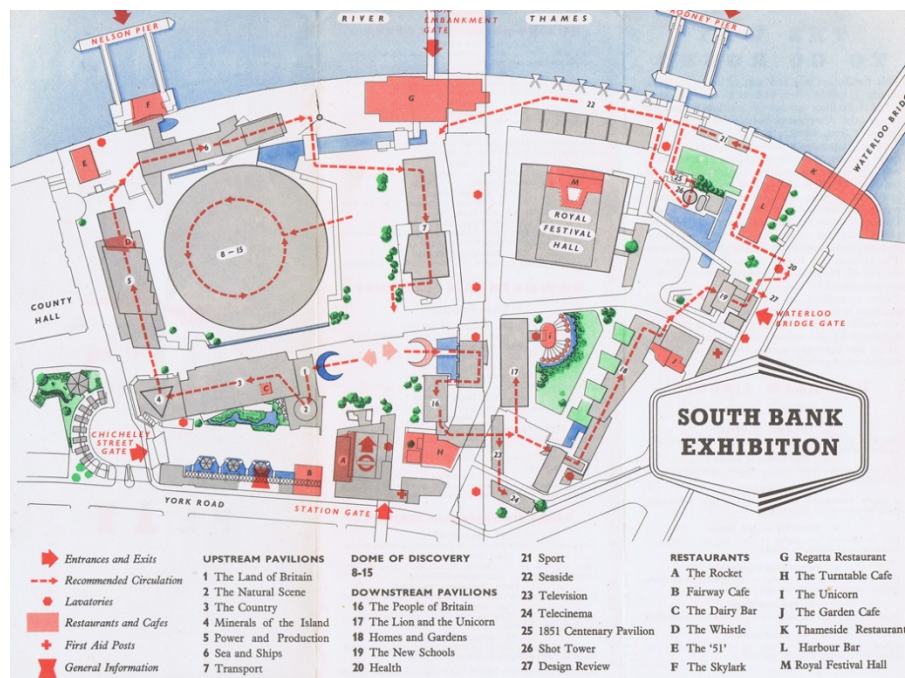 NELSON PIER
RIVER
EMBANKMENT
GATE
THAMES
RODNEY PIER
WATERLOO BRIDGE
F
G
E
6
22
21
K
25
26
M
ROYAL
FESTIVAL
HALL
L
D
5
8 – 15
7
19
20
27
WATERLOO
BRIDGE GATE
COUNTY
HALL
I
J
4
3
C
1
2
17
18
16
CHICHELEY
STREET
GATE
A
H
23
24
B
YORK ROAD
STATION GATE
SOUTH BANK
EXHIBITION
Entrances and Exits
Recommended Circulation
Lavatories
Restaurants and Cafes
First Aid Posts
General Information
UPSTREAM PAVILIONS
1 The Land of Britain
2 The Natural Scene
3 The Country
4 Minerals of the Island
5 Power and Production
6 Sea and Ships
7 Transport
DOME OF DISCOVERY
8-15
DOWNSTREAM PAVILIONS
16 The People of Britain
17 The Lion and the Unicorn
18 Homes and Gardens
19 The New Schools
20 Health
21 Sport
22 Seaside
23 Television
24 Telecinema
25 1851 Centenary Pavilion
26 Shot Tower
27 Design Review
RESTAURANTS
A The Rocket
B Fairway Cafe
C The Dairy Bar
D The Whistle
E The '51'
F The Skylark
G Regatta Restaurant
H The Turntable Cafe
I The Unicorn
J The Garden Cafe
K Thameside Restaurant
L Harbour Bar
M Royal Festival Hall